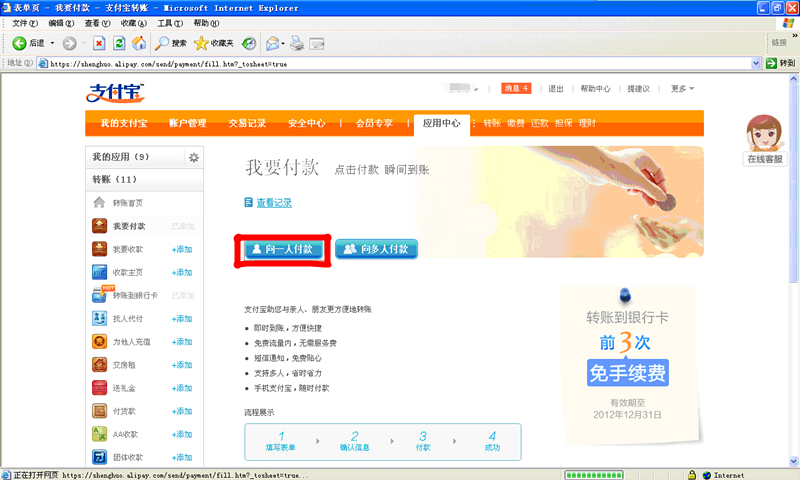 表单页 - 我要付款 - 支付宝转账 - Microsoft Internet Explorer
文件(F) 编辑(E) 查看(V) 收藏(A) 工具(T) 帮助(H)
后退 搜索 收藏夹 链接
地址(D) https://shenghuo.alipay.com/send/payment/fill.htm?_tosheet=true 转到
支付宝 消息 4 | 退出 | 帮助中心 | 提建议 | 更多
我的支付宝 账户管理 交易记录 安全中心 | 会员专享 | 应用中心 : 转账 缴费 还款 担保 理财
在线客服
我的应用 (9)
转账 (11)
转账首页
我要付款 已添加
我要收款 +添加
收款主页 +添加
HOT
转账到银行卡 已添加
找人代付 +添加
为他人充值 +添加
交房租 +添加
送礼金 +添加
付货款 +添加
AA收款 +添加
团体收款 +添加
我要付款 点击付款 瞬间到账
查看记录
向一人付款 向多人付款
支付宝助您与亲人、朋友更方便地转账
• 即时到账，方便快捷
• 免费流量内，无需服务费
• 短信通知，免费贴心
• 支持多人，省时省力
• 手机支付宝，随时付款
流程展示
1 2 3 4
填写表单 确认信息 付款 成功
转账到银行卡
前3次
免手续费
有效期至
2012年12月31日
正在打开网页 https://shenghuo.alipay.com/send/payment/fill.htm?_tosheet=true... Internet